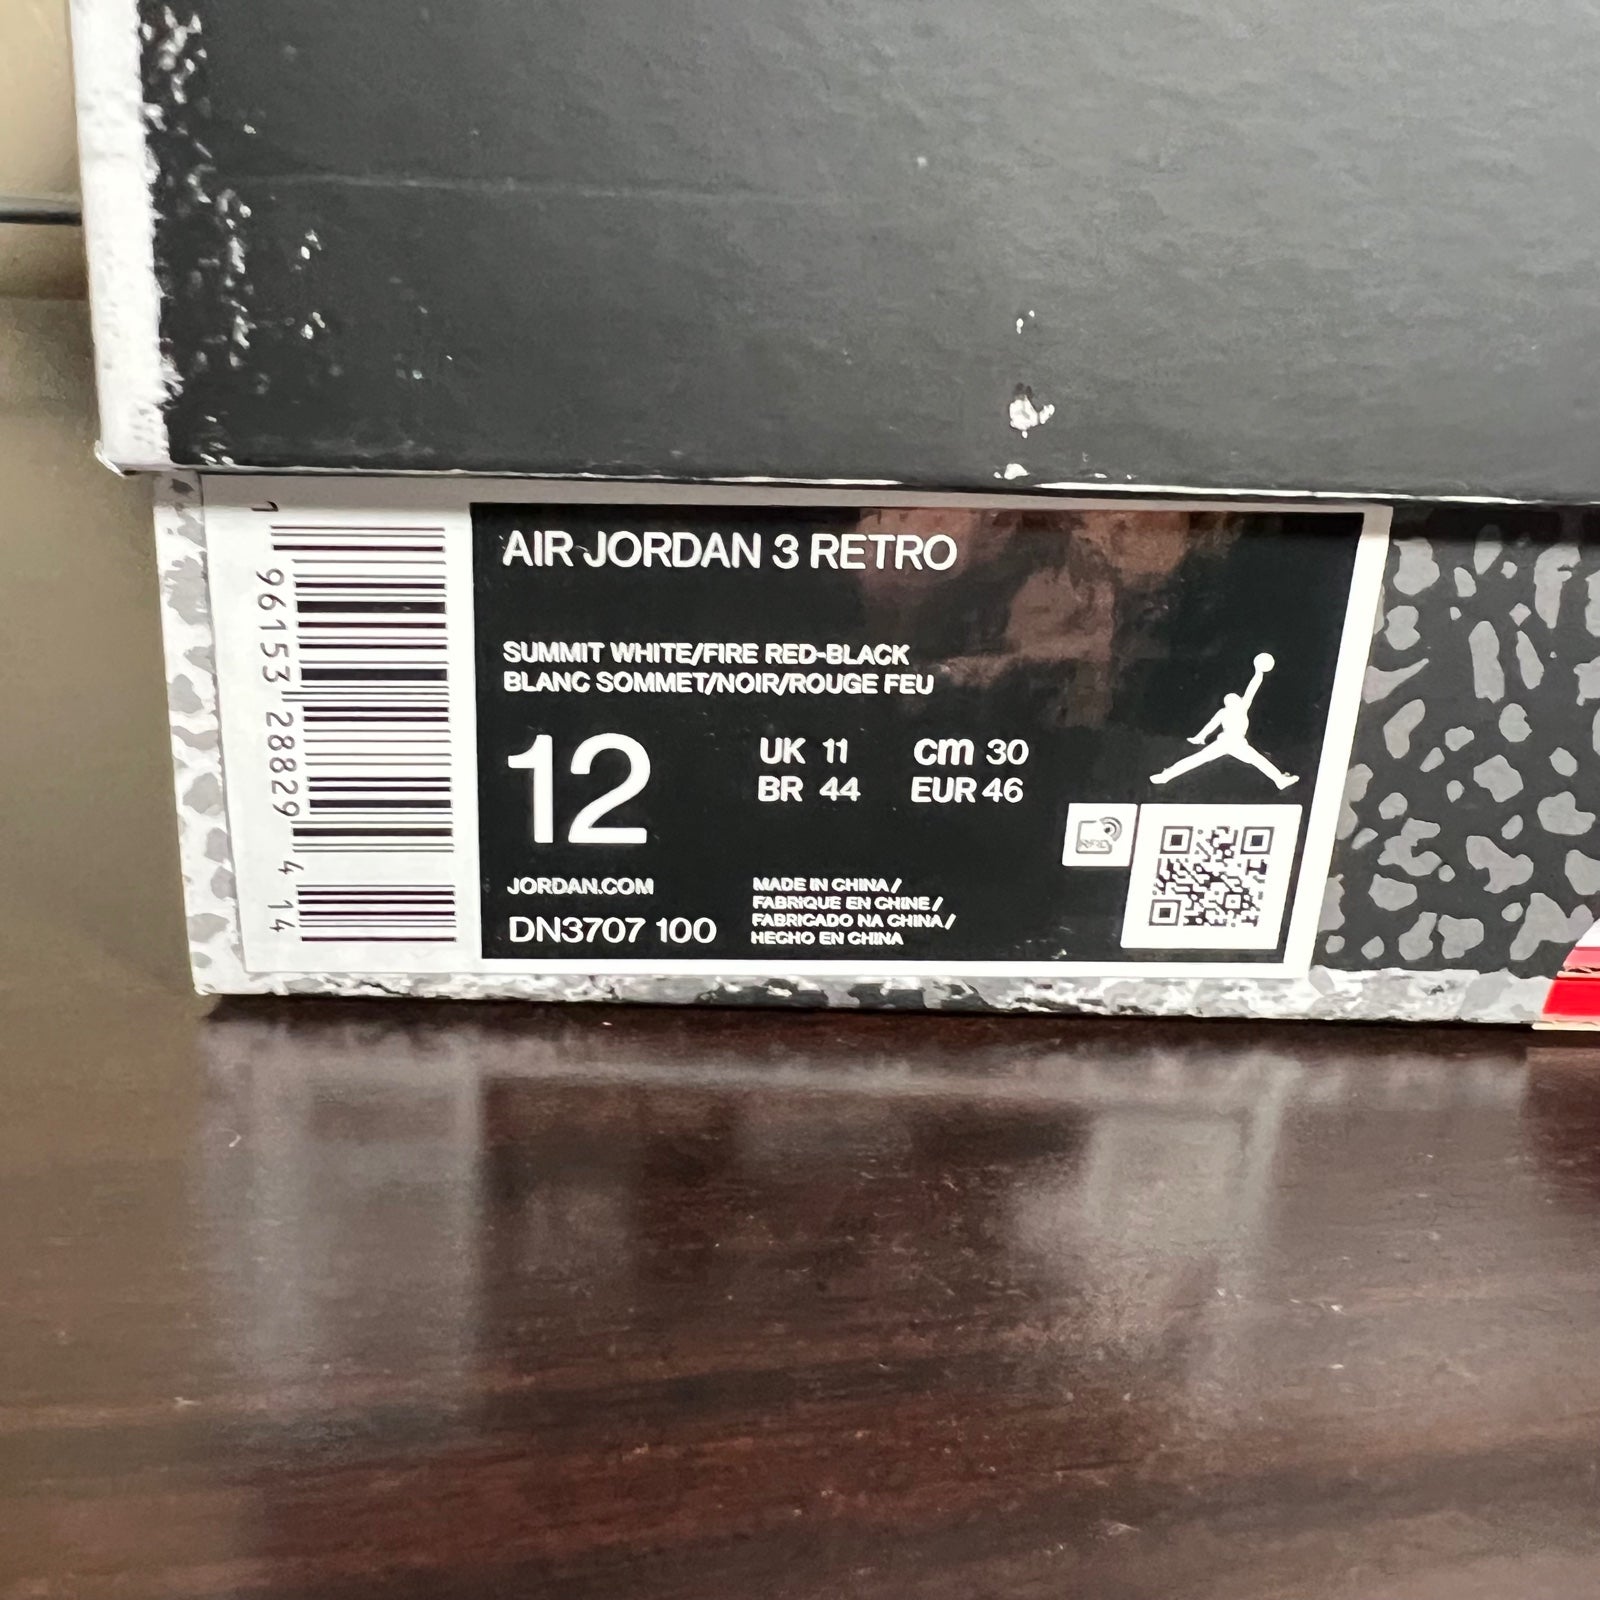 1 96153 28829 4 14
AIR JORDAN 3 RETRO
SUMMIT WHITE/FIRE RED-BLACK
BLANC SOMMET/NOIR/ROUGE FEU
12
UK 11 cm 30
BR 44 EUR 46
RFID
JORDAN.COM
DN3707 100
MADE IN CHINA /
FABRIQUE EN CHINE /
FABRICADO NA CHINA /
HECHO EN CHINA